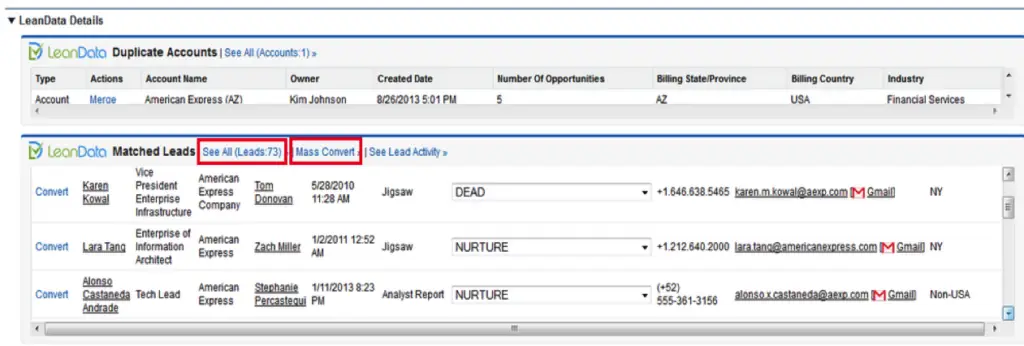 ▼ LeanData Details
LeanData Duplicate Accounts | See All (Accounts:1) »
Type Actions Account Name Owner Created Date Number Of Opportunities Billing State/Province Billing Country Industry
Account Merge American Express (AZ) Kim Johnson 8/26/2013 5:01 PM 5 AZ USA Financial Services
LeanData Matched Leads See All (Leads:73) | Mass Convert » | See Lead Activity »
Convert Karen Kowal Vice President Enterprise Infrastructure American Express Company Tom Donovan 5/28/2010 11:28 AM Jigsaw DEAD +1.646.638.5465 karen.m.kowal@aexp.com [Gmail] NY
Convert Lara Tang Enterprise of Information Architect American Express Zach Miller 1/2/2011 12:52 AM Jigsaw NURTURE +1.212.640.2000 lara.tang@americanexpress.com [Gmail] NY
Convert Alonso Castaneda Andrade Tech Lead American Express Stephanie Percastegui 1/11/2013 8:23 PM Analyst Report NURTURE (+52) 555-361-3156 alonso.x.castaneda@aexp.com [Gmail] Non-USA